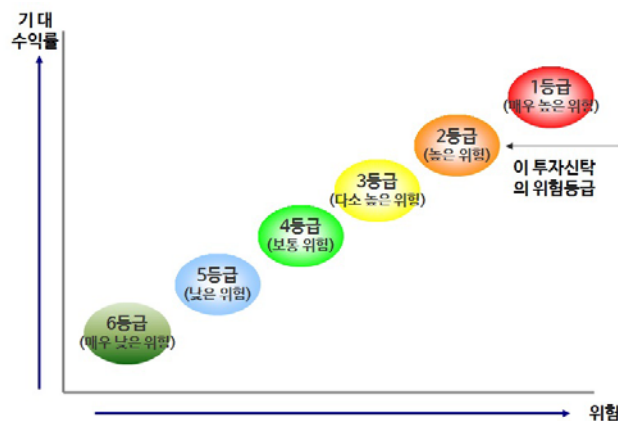 기 대
수익률
1등급
(매우 높은 위험)
2등급
(높은 위험)
이 투자신탁
의 위험등급
3등급
(다소 높은 위험)
4등급
(보통 위험)
5등급
(낮은 위험)
6등급
(매우 낮은 위험)
위험